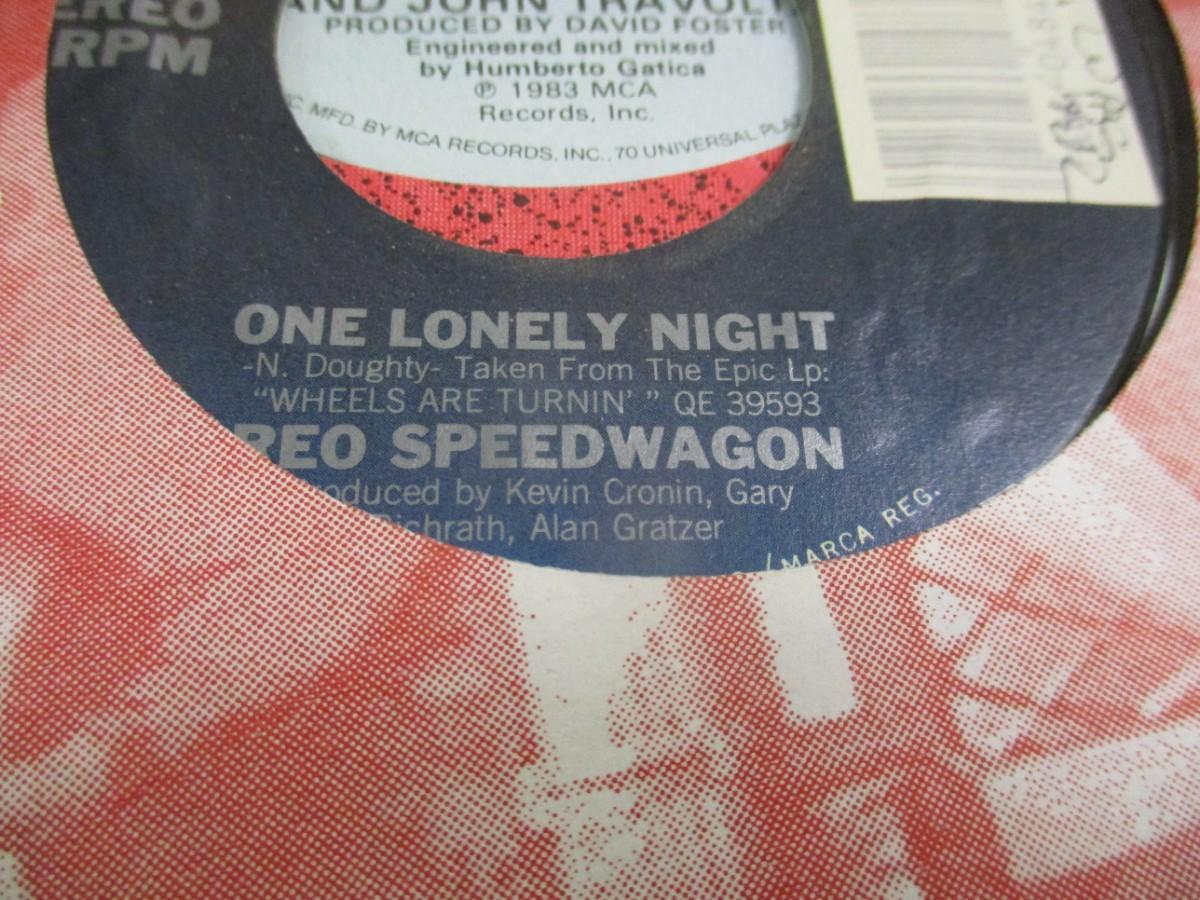 AND JOHN TRAVOLT
PRODUCED BY DAVID FOSTER
Engineered and mixed
by Humberto Gatica
℗ 1983 MCA
Records, Inc.
MFD. BY MCA RECORDS, INC., 70 UNIVERSAL PLAZ
EREO
RPM
ONE LONELY NIGHT
-N. Doughty- Taken From The Epic Lp:
"WHEELS ARE TURNIN' " QE 39593
REO SPEEDWAGON
oduced by Kevin Cronin, Gary
Richrath, Alan Gratzer
/MARCA REG.